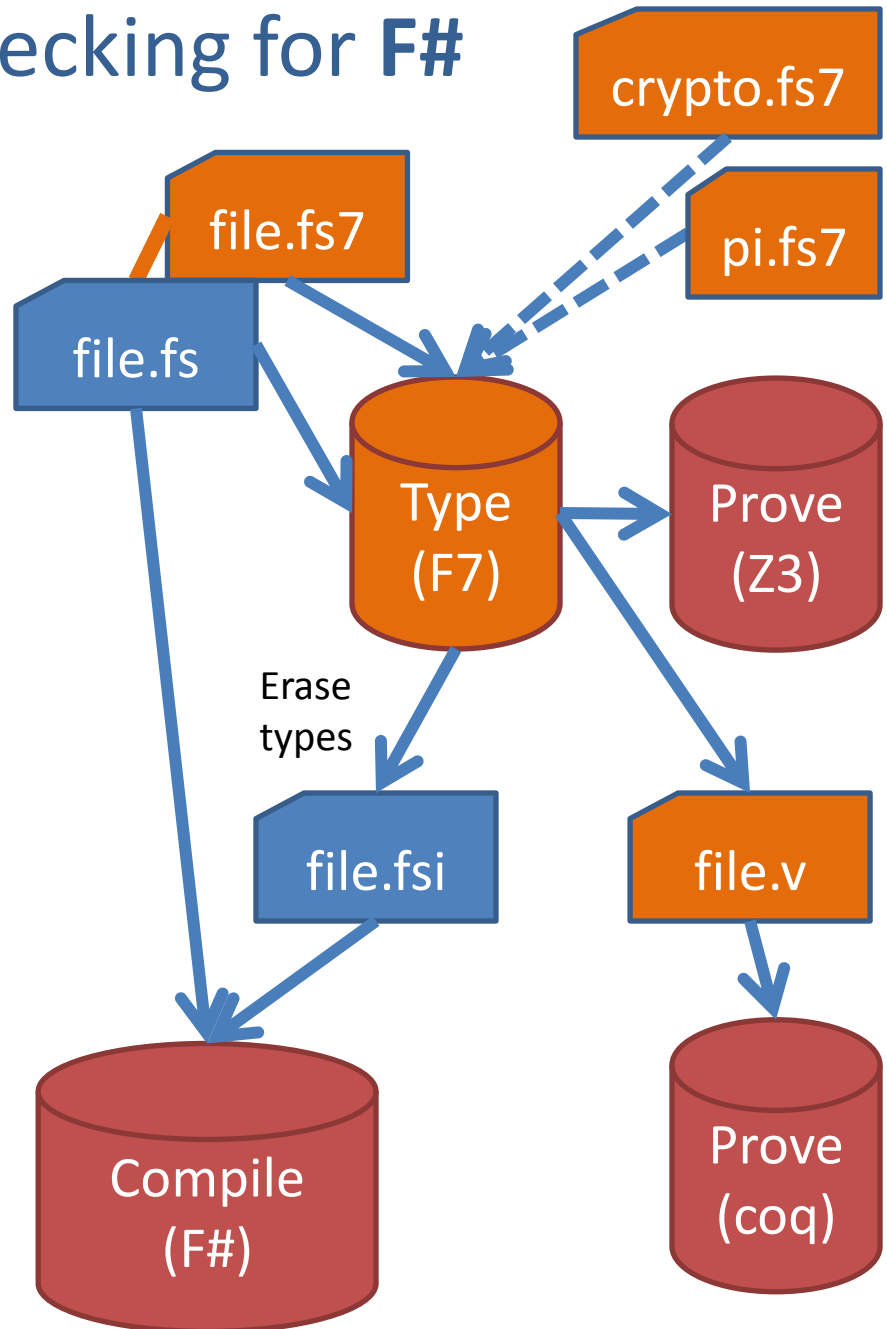 ecking for F#
crypto.fs7
file.fs7
pi.fs7
file.fs
Type
(F7)
Prove
(Z3)
Erase
types
file.fsi
file.v
Compile
(F#)
Prove
(coq)